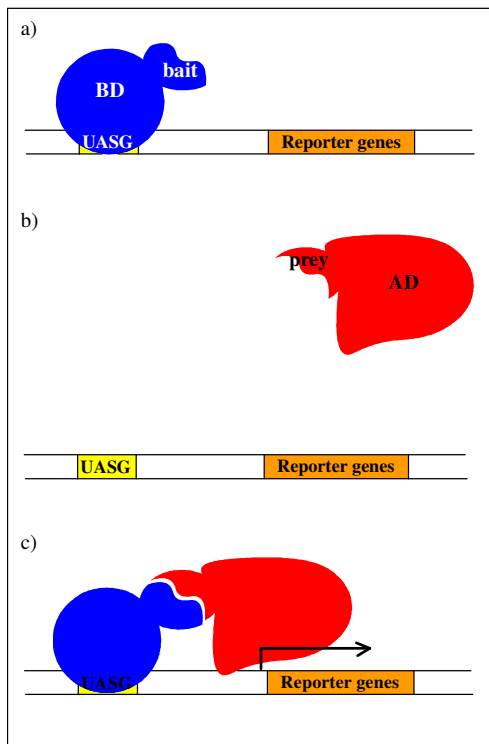 a)
bait
BD
UASG
Reporter genes
b)
prey
AD
UASG
Reporter genes
c)
UASG
Reporter genes